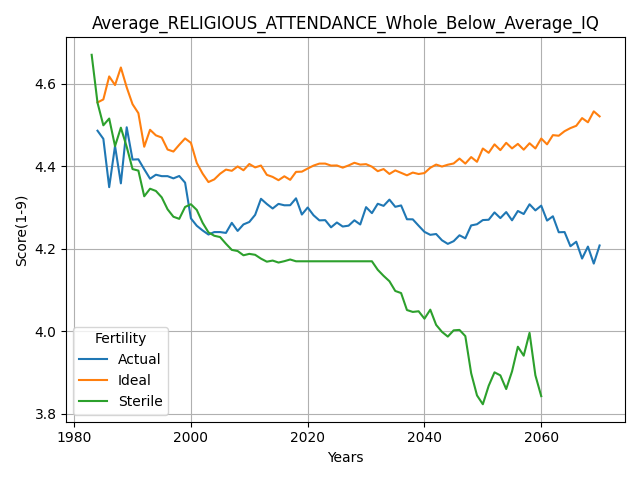 Average_RELIGIOUS_ATTENDANCE_Whole_Below_Average_IQ
Score(1-9)
4.6
4.4
4.2
4.0
3.8
Fertility
Actual
Ideal
Sterile
1980 2000 2020 2040 2060
Years